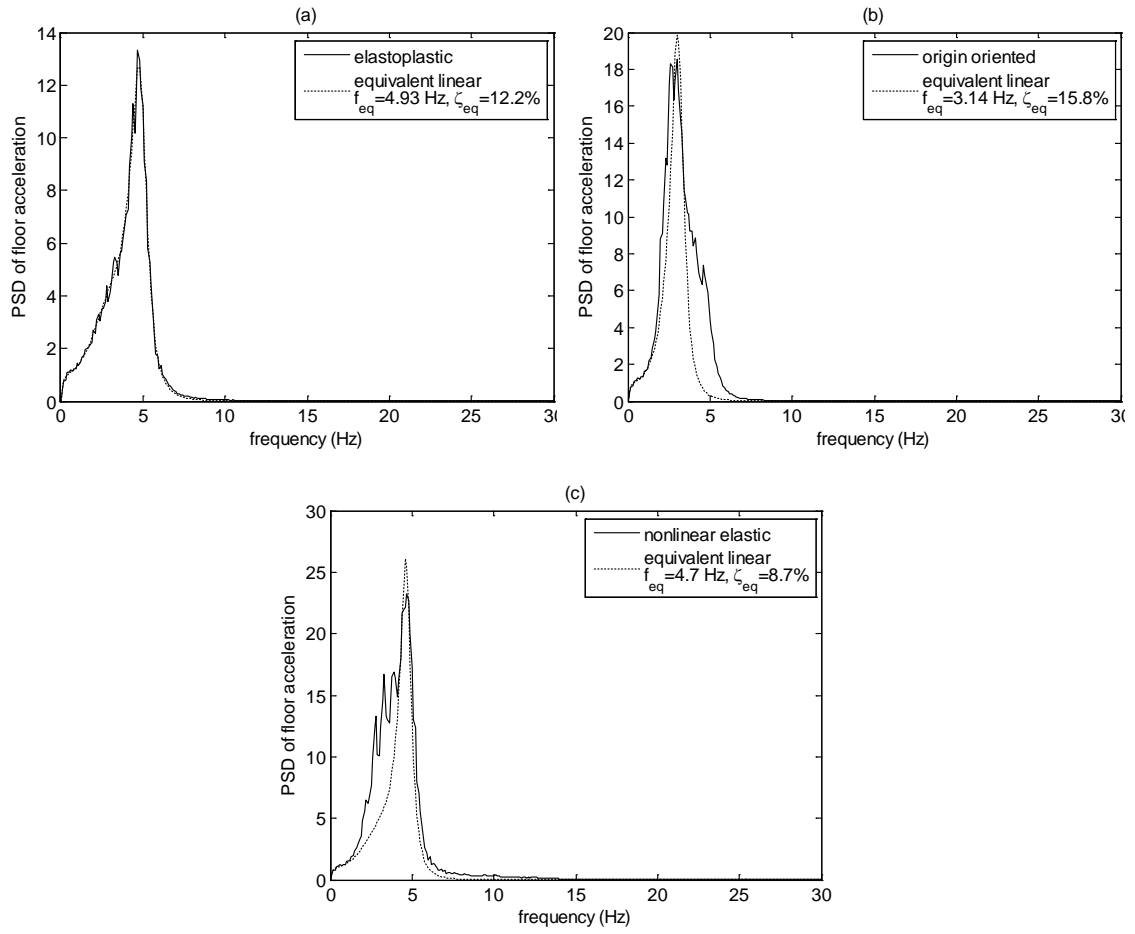 (a)
14
12
10
8
6
4
2
0
PSD of floor acceleration
elastoplastic
equivalent linear
f_eq=4.93 Hz, ζ_eq=12.2%
0 5 10 15 20 25 30
frequency (Hz)
(b)
20
18
16
14
12
10
8
6
4
2
0
PSD of floor acceleration
origin oriented
equivalent linear
f_eq=3.14 Hz, ζ_eq=15.8%
0 5 10 15 20 25 30
frequency (Hz)
(c)
30
25
20
15
10
5
0
PSD of floor acceleration
nonlinear elastic
equivalent linear
f_eq=4.7 Hz, ζ_eq=8.7%
0 5 10 15 20 25 30
frequency (Hz)